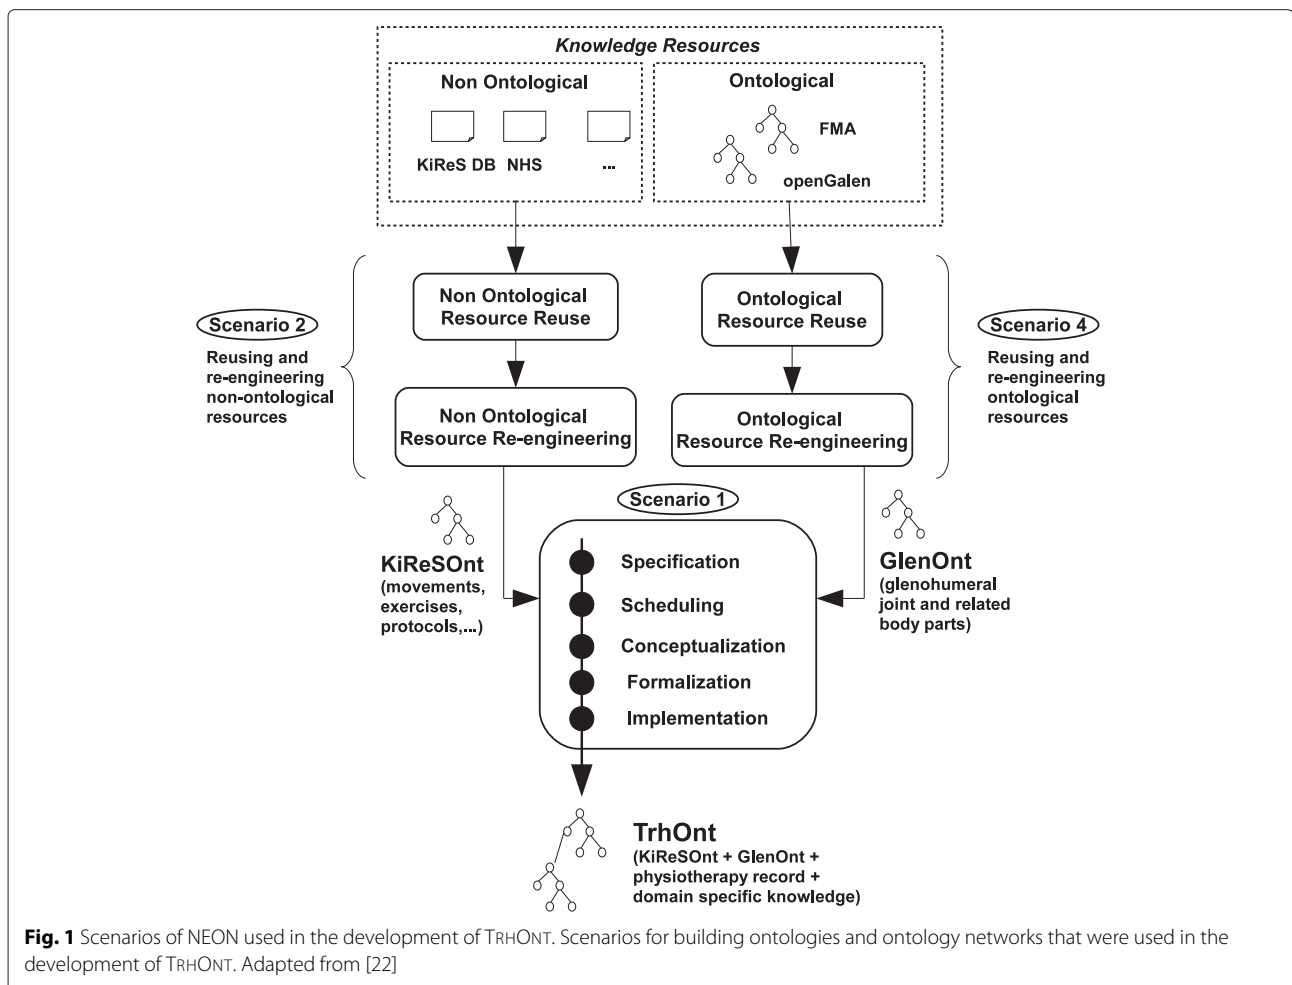 Knowledge Resources
Non Ontological
KiReS DB NHS ...
Ontological
FMA
openGalen
Scenario 2
Reusing and
re-engineering
non-ontological
resources
Non Ontological
Resource Reuse
Non Ontological
Resource Re-engineering
Ontological
Resource Reuse
Ontological
Resource Re-engineering
Scenario 4
Reusing and
re-engineering
ontological
resources
KiReSOnt
(movements,
exercises,
protocols,...)
Scenario 1
Specification
Scheduling
Conceptualization
Formalization
Implementation
GlenOnt
(glenohumeral
joint and related
body parts)
TrhOnt
(KiReSOnt + GlenOnt +
physiotherapy record +
domain specific knowledge)
Fig. 1 Scenarios of NEON used in the development of TRHONT. Scenarios for building ontologies and ontology networks that were used in the
development of TRHONT. Adapted from [22]